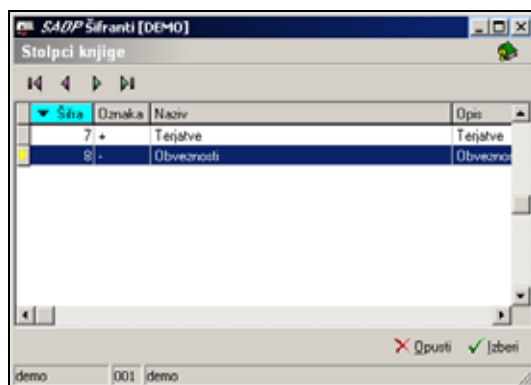 SADP Šifranti [DEMO]
Stolpci knjige
Šifra Oznaka Naziv Opis
7 + Terjatve Terjatve
8 - Obveznosti Obveznos
Opusti Izberi
demo 001 demo